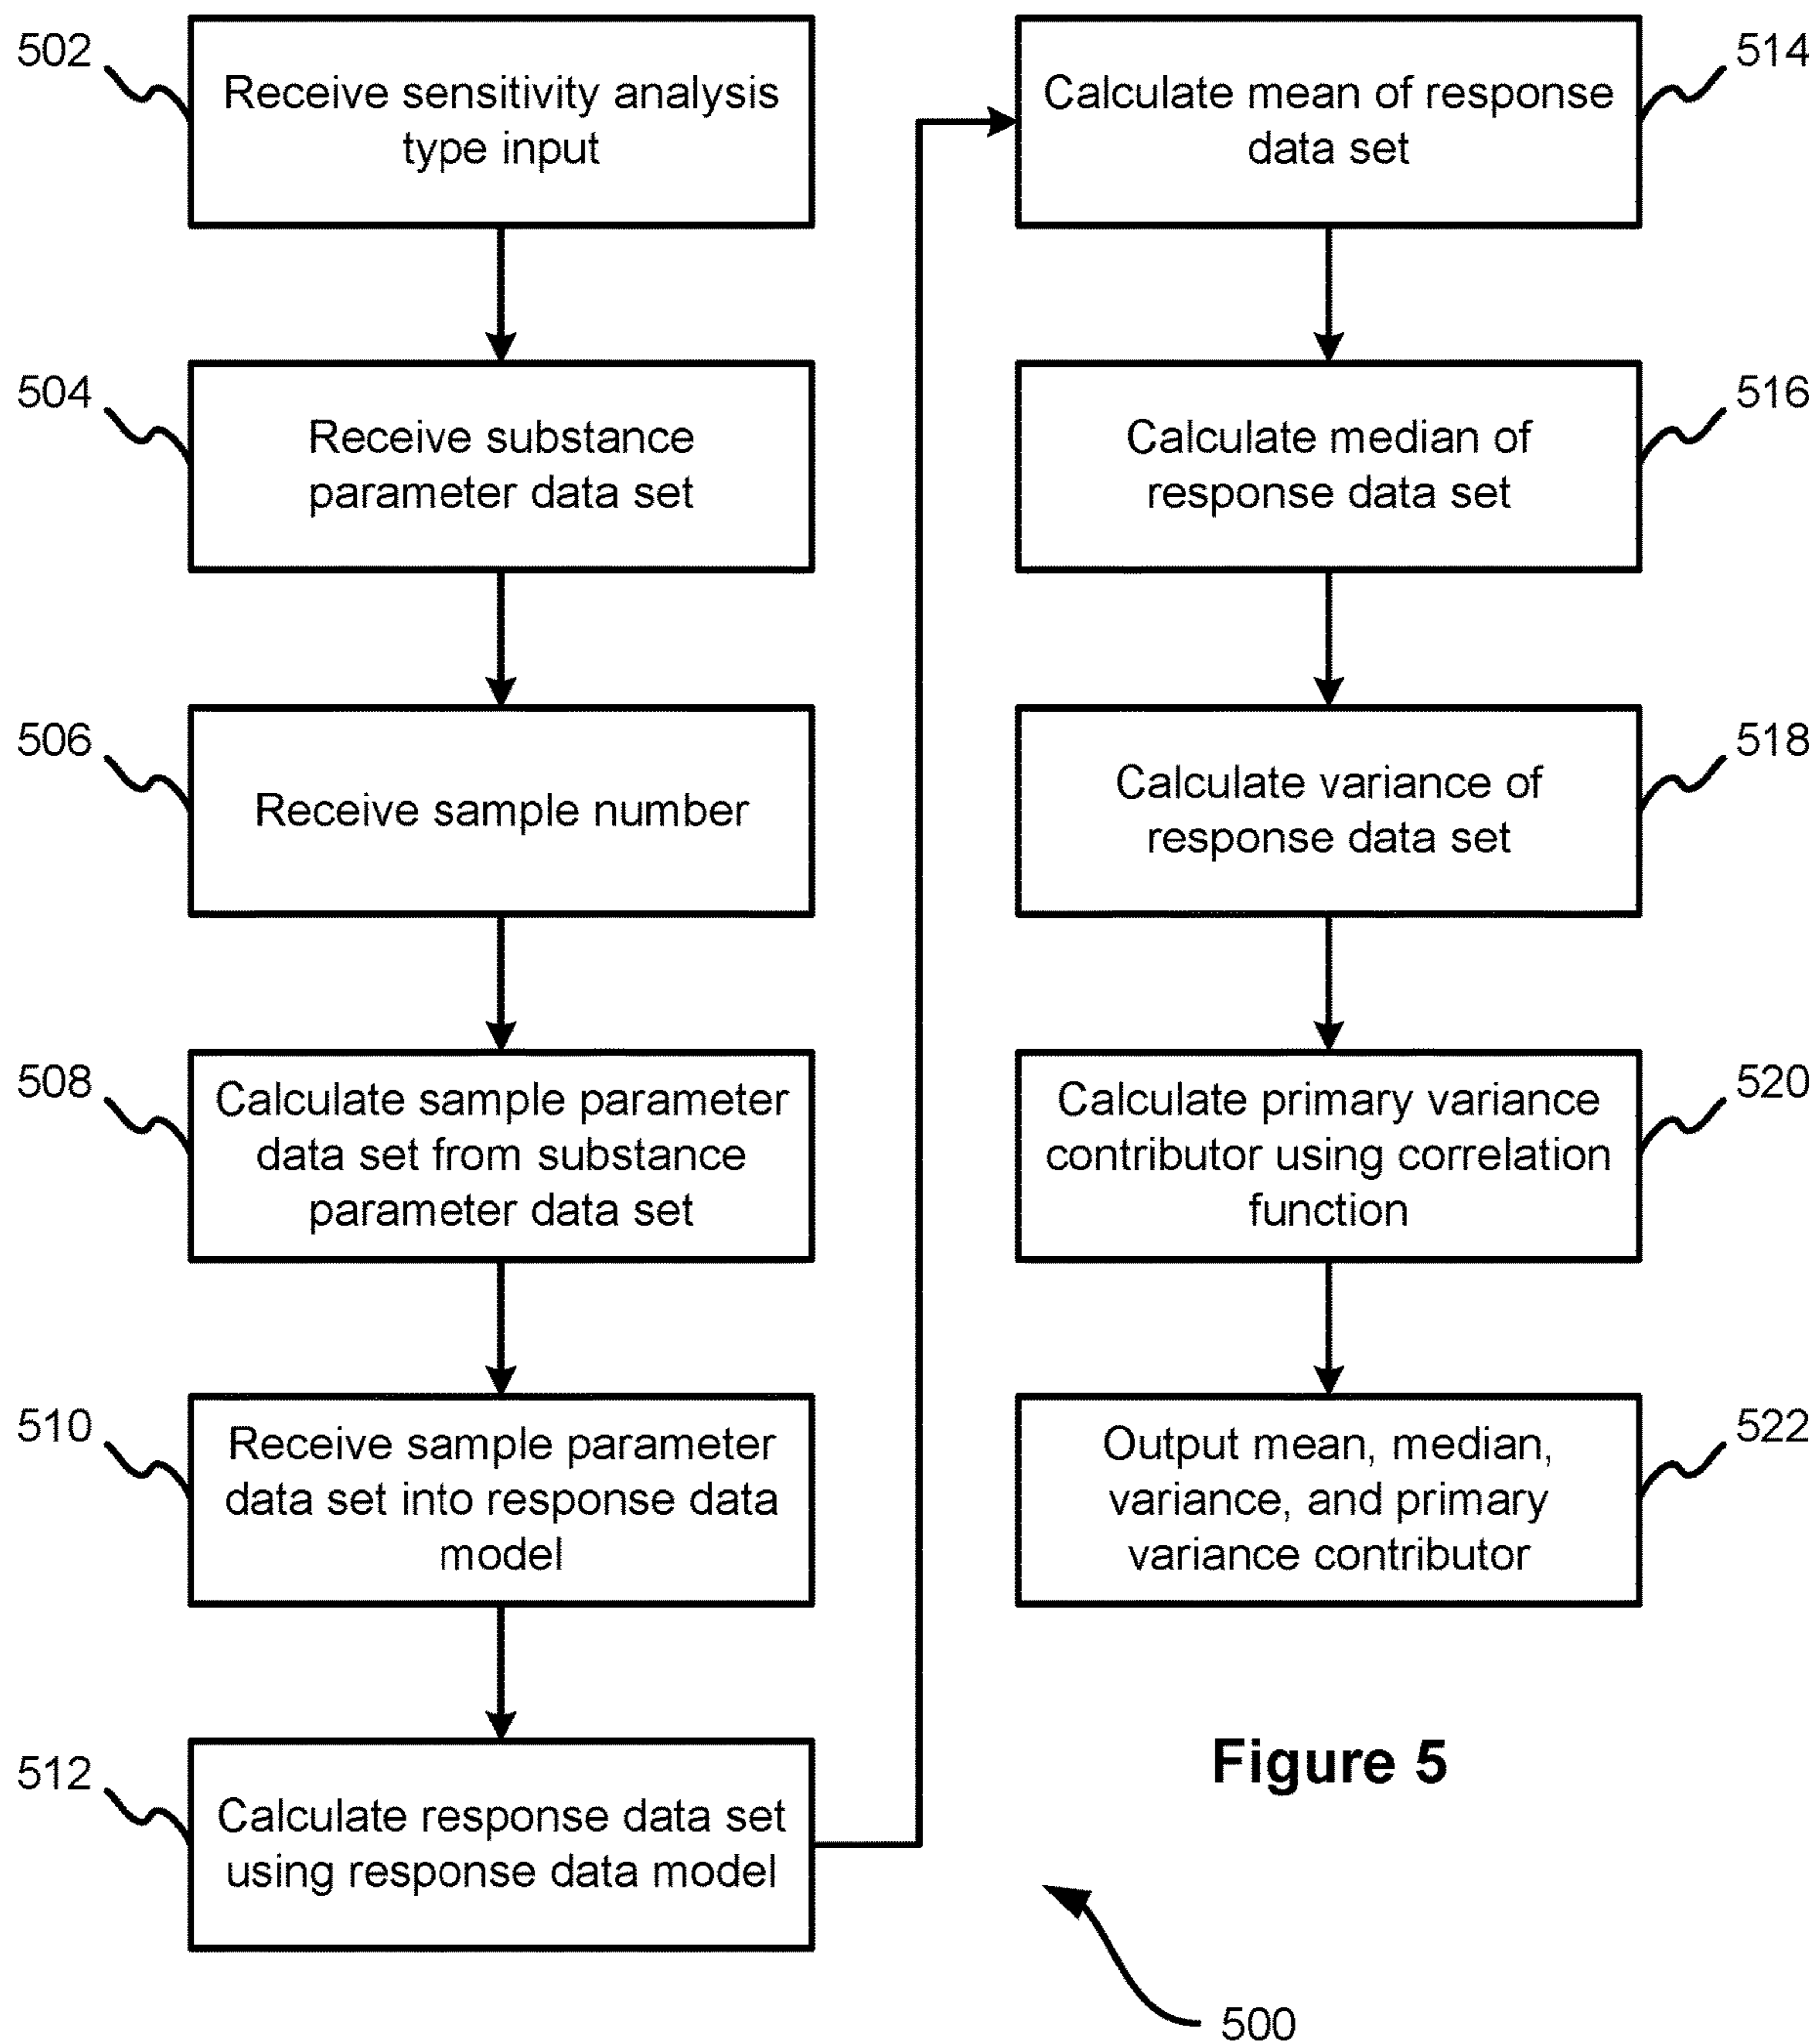 502
Receive sensitivity analysis
type input
504
Receive substance
parameter data set
506
Receive sample number
508
Calculate sample parameter
data set from substance
parameter data set
510
Receive sample parameter
data set into response data
model
512
Calculate response data set
using response data model
514
Calculate mean of response
data set
516
Calculate median of
response data set
518
Calculate variance of
response data set
520
Calculate primary variance
contributor using correlation
function
522
Output mean, median,
variance, and primary
variance contributor
Figure 5
500